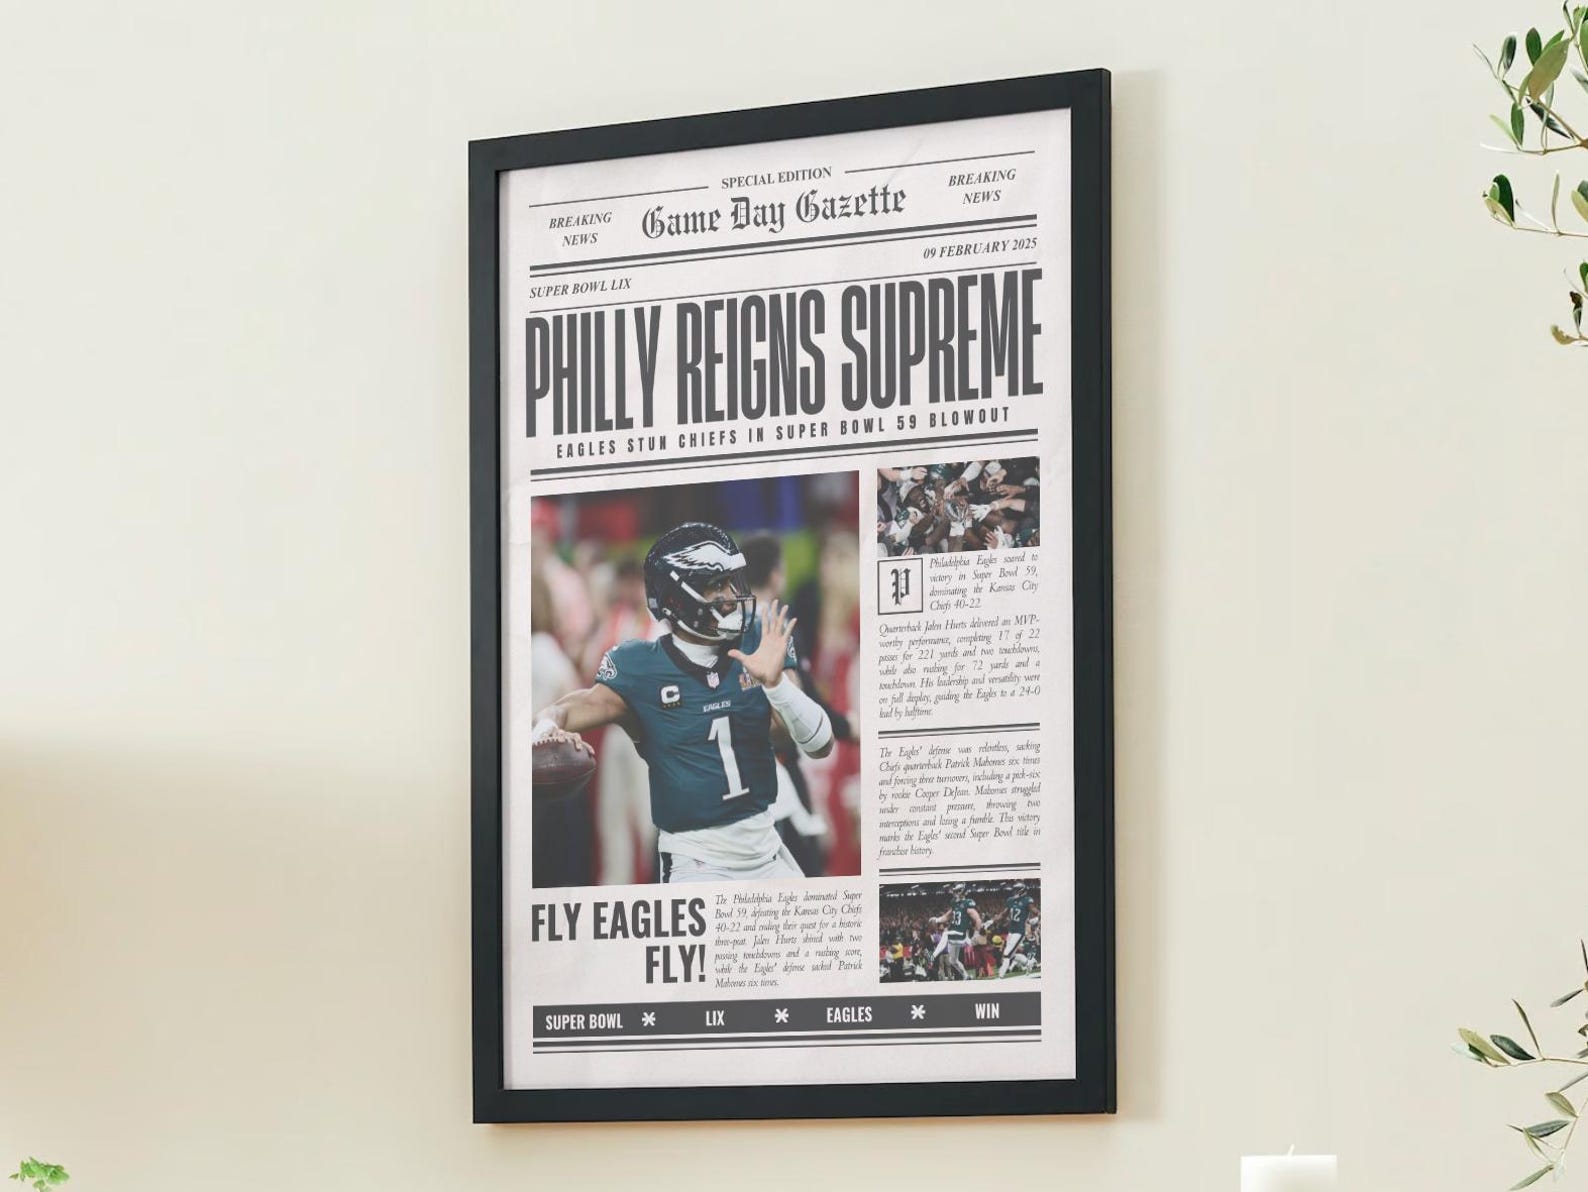 SPECIAL EDITION
BREAKING
NEWS
Game Day Gazette
BREAKING
NEWS
SUPER BOWL LIX
09 FEBRUARY 2025
PHILLY REIGNS SUPREME
EAGLES STUN CHIEFS IN SUPER BOWL 59 BLOWOUT
EAGLES
1
C
P
Philadelphia Eagles soared to
victory in Super Bowl 59,
dominating the Kansas City
Chiefs 40-22
Quarterback Jalen Hurts delivered an MVP-
worthy performance, completing 17 of 22
passes for 221 yards and two touchdowns,
while also rushing for 72 yards and a
touchdown. His leadership and versatility were
on full display, guiding the Eagles to a 24-0
lead by halftime.
The Eagles' defense was relentless, sacking
Chiefs quarterback Patrick Mahomes six times
and forcing three turnovers, including a pick-six
by rookie Cooper DeJean. Mahomes struggled
under constant pressure, throwing two
interceptions and losing a fumble. This victory
marks the Eagles' second Super Bowl title in
franchise history.
33
12
FLY EAGLES
FLY!
The Philadelphia Eagles dominated Super
Bowl 59, defeating the Kansas City Chiefs
40-22 and ending their quest for a historic
three-peat. Jalen Hurts shined with two
passing touchdowns and a rushing score,
while the Eagles' defense sacked Patrick
Mahomes six times.
SUPER BOWL LIX EAGLES WIN